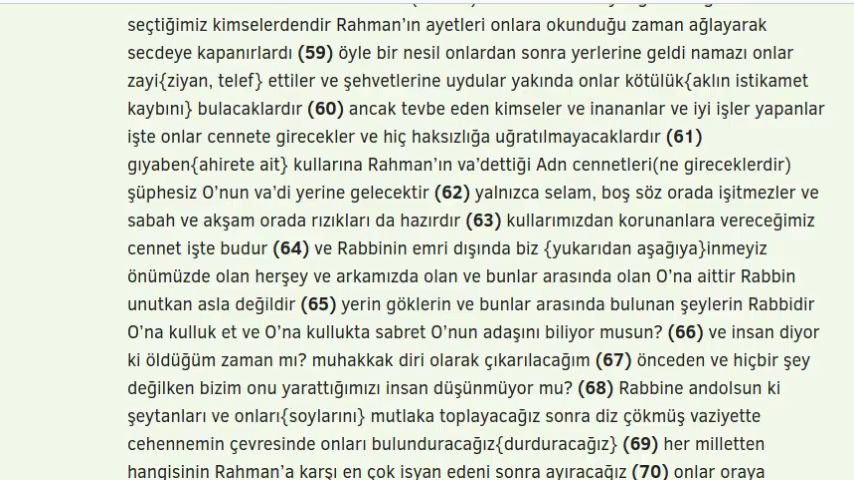 seçtiğimiz kimselerdendir Rahman’ın ayetleri onlara okunduğu zaman ağlayarak
secdeye kapanırlardı (59) öyle bir nesil onlardan sonra yerlerine geldi namazı onlar
zayi{ziyan, telef} ettiler ve şehvetlerine uydular yakında onlar kötülük{aklın istikamet
kaybını} bulacaklardır (60) ancak tevbe eden kimseler ve inananlar ve iyi işler yapanlar
işte onlar cennete girecekler ve hiç haksızlığa uğratılmayacaklardır (61)
gıyaben{ahirete ait} kullarına Rahman’ın va’dettiği Adn cennetleri(ne gireceklerdir)
şüphesiz O’nun va’di yerine gelecektir (62) yalnızca selam, boş söz orada işitmezler ve
sabah ve akşam orada rızıkları da hazırdır (63) kullarımızdan korunanlara vereceğimiz
cennet işte budur (64) ve Rabbinin emri dışında biz {yukarıdan aşağıya}inmeyiz
önümüzde olan herşey ve arkamızda olan ve bunlar arasında olan O’na aittir Rabbin
unutkan asla değildir (65) yerin göklerin ve bunlar arasında bulunan şeylerin Rabbidir
O’na kulluk et ve O’na kullukta sabret O’nun adaşını biliyor musun? (66) ve insan diyor
ki öldüğüm zaman mı? muhakkak diri olarak çıkarılacağım (67) önceden ve hiçbir şey
değilken bizim onu yarattığımızı insan düşünmüyor mu? (68) Rabbine andolsun ki
şeytanları ve onları{soylarını} mutlaka toplayacağız sonra diz çökmüş vaziyette
cehennemin çevresinde onları bulunduracağız{durduracağız} (69) her milletten
hangisinin Rahman’a karşı en çok isyan edeni sonra ayıracağız (70) onlar oraya